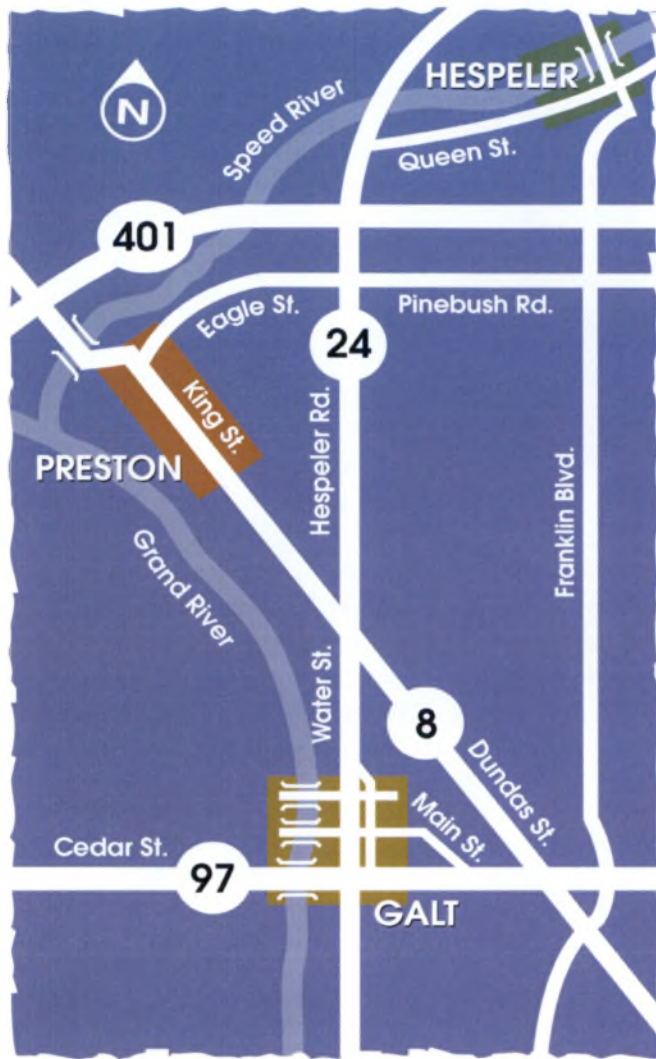 HESPELER
N
Speed River
Queen St.
401
Eagle St.
Pinebush Rd.
24
King St.
Hespeler Rd.
PRESTON
Franklin Blvd.
Grand River
Water St.
8
Dundas St.
Main St.
Cedar St.
97
GALT